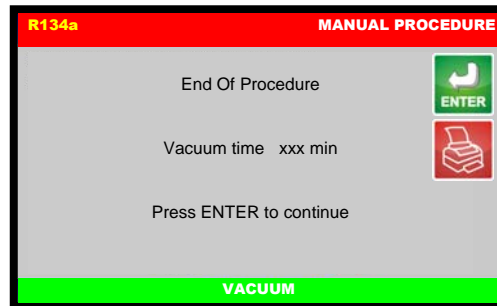 R134a MANUAL PROCEDURE
End Of Procedure
ENTER
Vacuum time xxx min
Press ENTER to continue
VACUUM